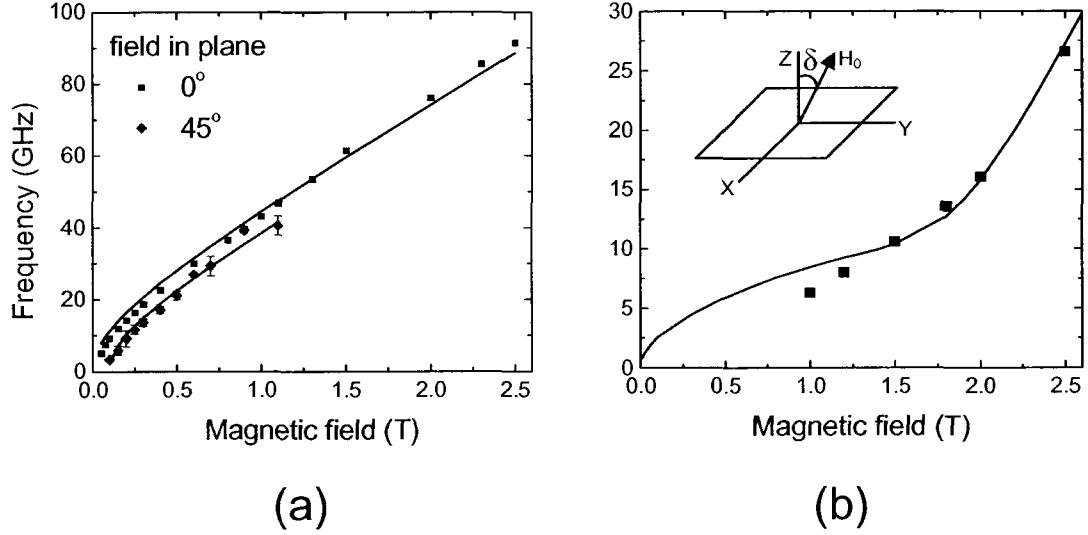 100
80
60
40
20
0
Frequency (GHz)
field in plane
0°
45°
0.0 0.5 1.0 1.5 2.0 2.5
Magnetic field (T)
(a)
30
25
20
15
10
5
0
Z δ H₀
Y
X
0.0 0.5 1.0 1.5 2.0 2.5
Magnetic field (T)
(b)